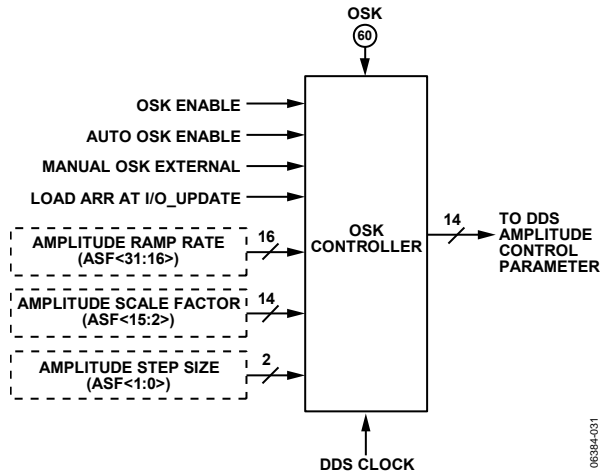 OSK
60
OSK ENABLE
AUTO OSK ENABLE
MANUAL OSK EXTERNAL
LOAD ARR AT I/O_UPDATE
AMPLITUDE RAMP RATE
(ASF<31:16>)
16
AMPLITUDE SCALE FACTOR
(ASF<15:2>)
14
AMPLITUDE STEP SIZE
(ASF<1:0>)
2
OSK
CONTROLLER
14
TO DDS
AMPLITUDE
CONTROL
PARAMETER
DDS CLOCK
06384-031